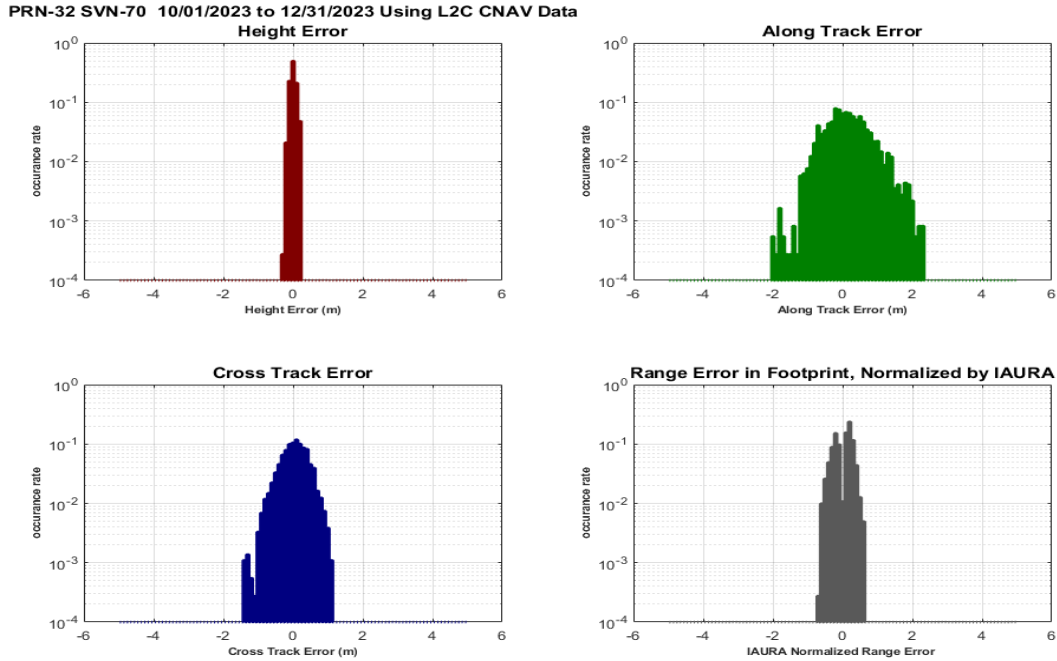 PRN-32 SVN-70 10/01/2023 to 12/31/2023 Using L2C CNAV Data
Height Error
10^0
10^-1
10^-2
10^-3
10^-4
occurance rate
-6 -4 -2 0 2 4 6
Height Error (m)
Along Track Error
10^0
10^-1
10^-2
10^-3
10^-4
occurance rate
-6 -4 -2 0 2 4 6
Along Track Error (m)
Cross Track Error
10^0
10^-1
10^-2
10^-3
10^-4
occurance rate
-6 -4 -2 0 2 4 6
Cross Track Error (m)
Range Error in Footprint, Normalized by IAURA
10^0
10^-1
10^-2
10^-3
10^-4
occurance rate
-6 -4 -2 0 2 4 6
IAURA Normalized Range Error